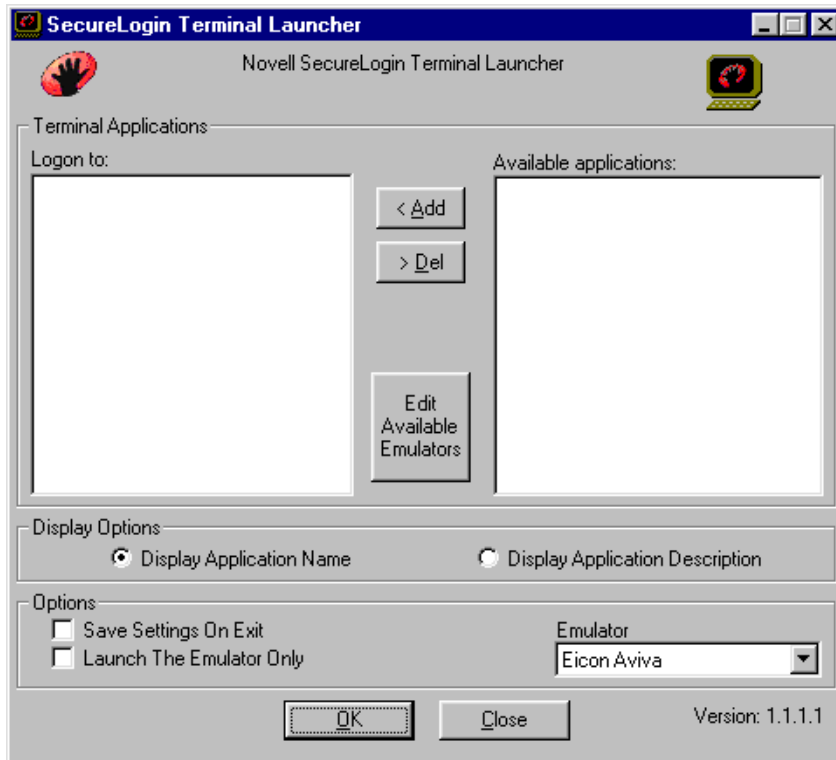 SecureLogin Terminal Launcher
Novell SecureLogin Terminal Launcher
Terminal Applications
Logon to:
Available applications:
< Add
> Del
Edit
Available
Emulators
Display Options
Display Application Name
Display Application Description
Options
Save Settings On Exit
Launch The Emulator Only
Emulator
Eicon Aviva
OK
Close
Version: 1.1.1.1